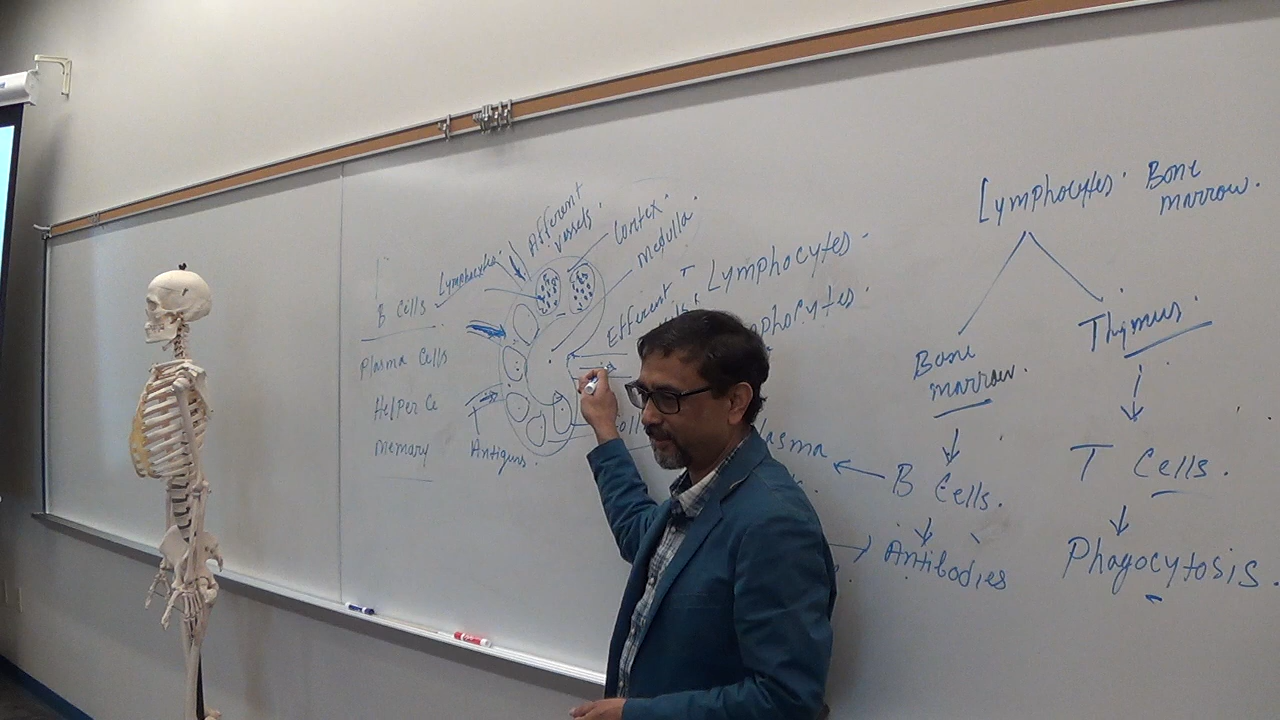 Lymphocytes. Bone
marrow.
Afferent
vessels.
Cortex.
Medulla.
Lymphocytes
B Cells
Plasma Cells
Helper Ce
Memory
Antigens.
Efferent
T Lymphocytes
Bone
marrow.
Thymus.
B Cells.
T Cells.
Antibodies
Phagocytosis.